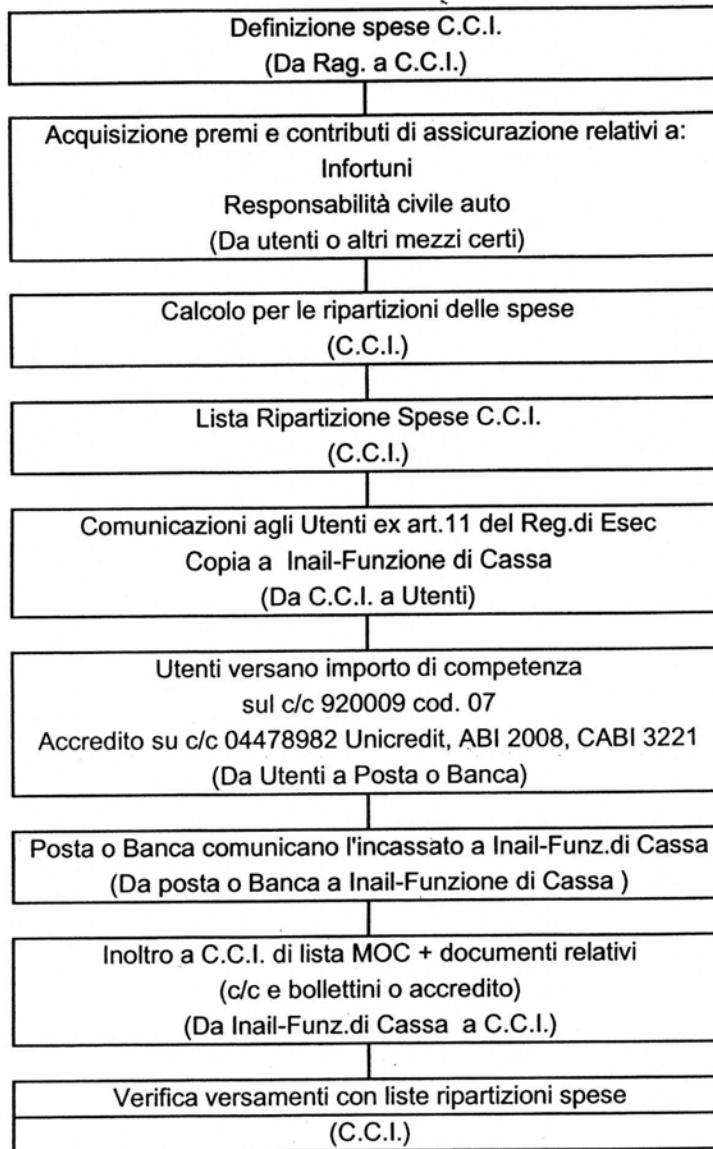 Definizione spese C.C.I.
(Da Rag. a C.C.I.)
Acquisizione premi e contributi di assicurazione relativi a:
Infortuni
Responsabilità civile auto
(Da utenti o altri mezzi certi)
Calcolo per le ripartizioni delle spese
(C.C.I.)
Lista Ripartizione Spese C.C.I.
(C.C.I.)
Comunicazioni agli Utenti ex art.11 del Reg.di Esec
Copia a Inail-Funzione di Cassa
(Da C.C.I. a Utenti)
Utenti versano importo di competenza
sul c/c 920009 cod. 07
Accredito su c/c 04478982 Unicredit, ABI 2008, CABI 3221
(Da Utenti a Posta o Banca)
Posta o Banca comunicano l'incassato a Inail-Funz.di Cassa
(Da posta o Banca a Inail-Funzione di Cassa )
Inoltro a C.C.I. di lista MOC + documenti relativi
(c/c e bollettini o accredito)
(Da Inail-Funz.di Cassa a C.C.I.)
Verifica versamenti con liste ripartizioni spese
(C.C.I.)